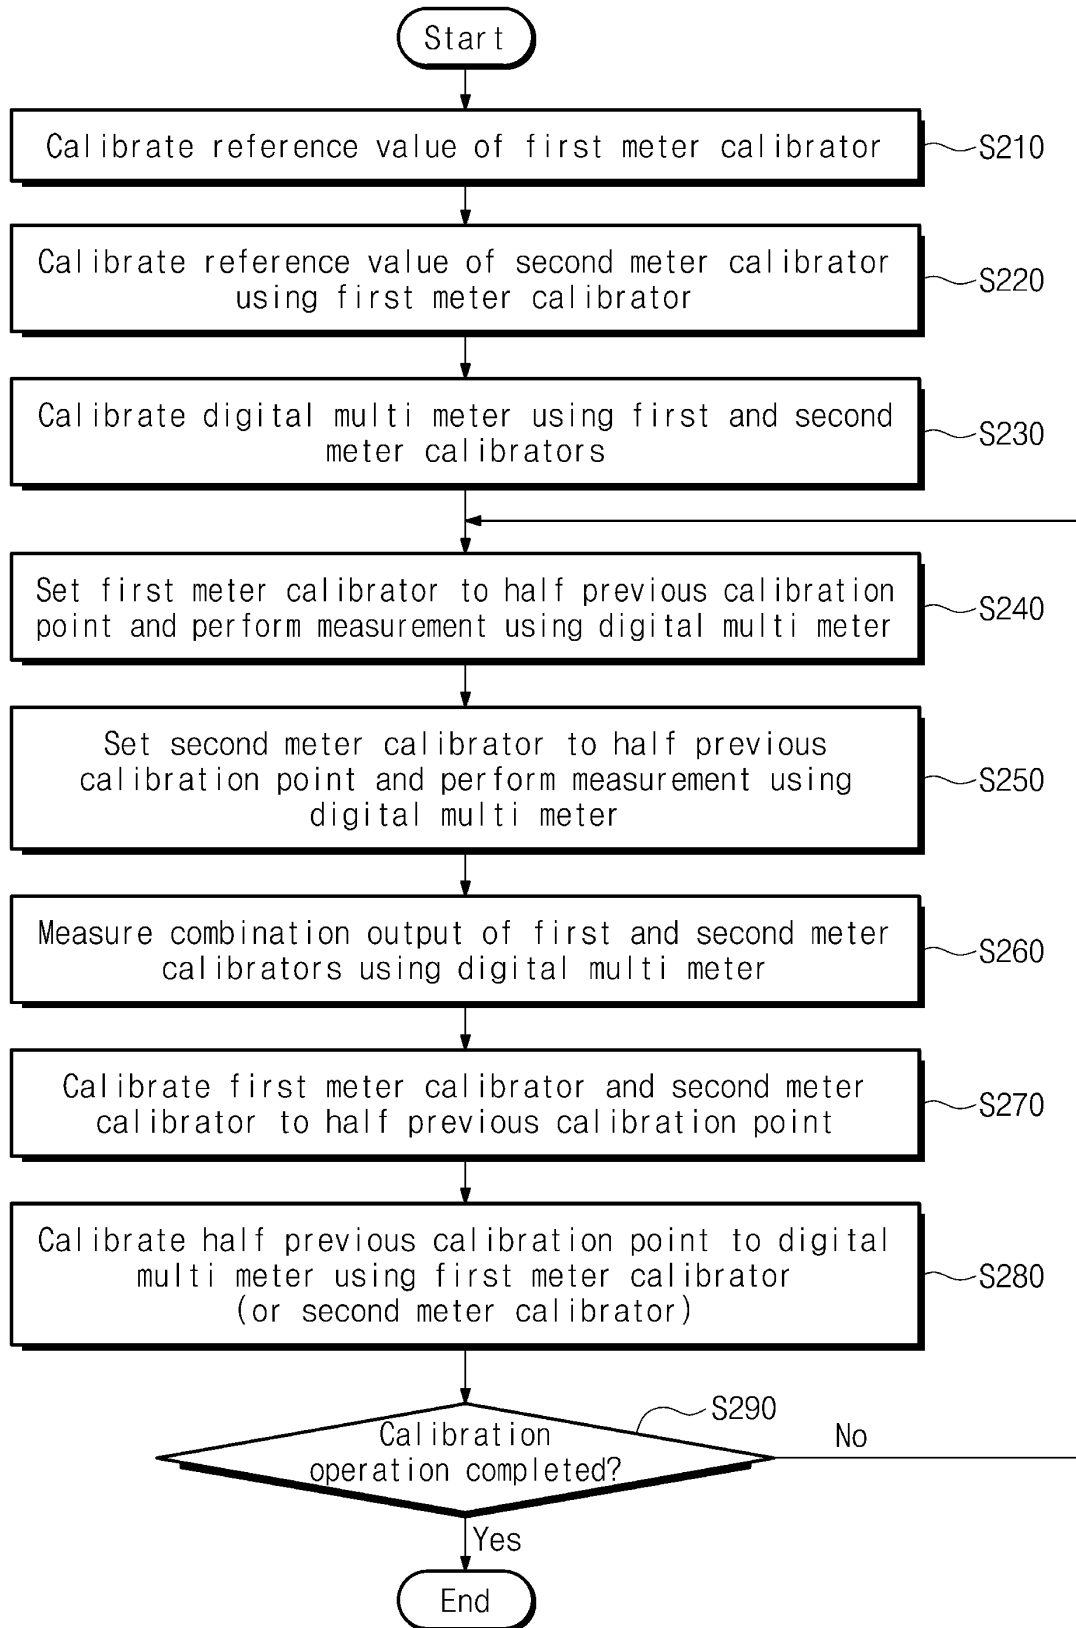 Start
Calibrate reference value of first meter calibrator
S210
Calibrate reference value of second meter calibrator
using first meter calibrator
S220
Calibrate digital multi meter using first and second
meter calibrators
S230
Set first meter calibrator to half previous calibration
point and perform measurement using digital multi meter
S240
Set second meter calibrator to half previous
calibration point and perform measurement using
digital multi meter
S250
Measure combination output of first and second meter
calibrators using digital multi meter
S260
Calibrate first meter calibrator and second meter
calibrator to half previous calibration point
S270
Calibrate half previous calibration point to digital
multi meter using first meter calibrator
(or second meter calibrator)
S280
S290
Calibration
operation completed?
No
Yes
End